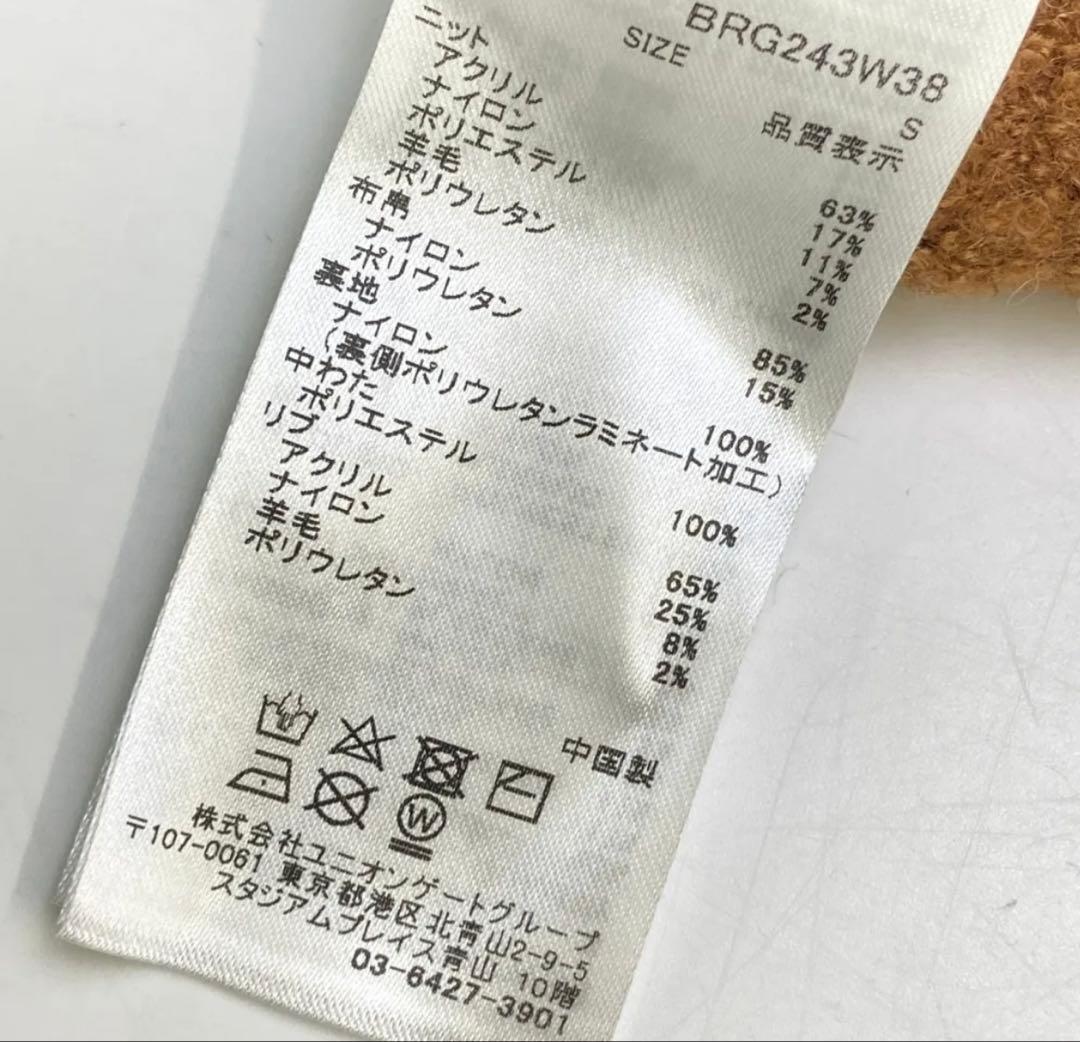 BRG243W38
SIZE S
品質表示
ニット
アクリル 63%
ナイロン 17%
ポリエステル 11%
羊毛 7%
ポリウレタン 2%
布帛
ナイロン 85%
ポリウレタン 15%
裏地
ナイロン 100%
(裏側ポリウレタンラミネート加工)
中わた
ポリエステル 100%
リブ
アクリル 65%
ナイロン 25%
羊毛 8%
ポリウレタン 2%
中国製
W
株式会社ユニオンゲートグループ
〒107-0061 東京都港区北青山2-9-5
スタジアムプレイス青山 10階
03-6427-3901